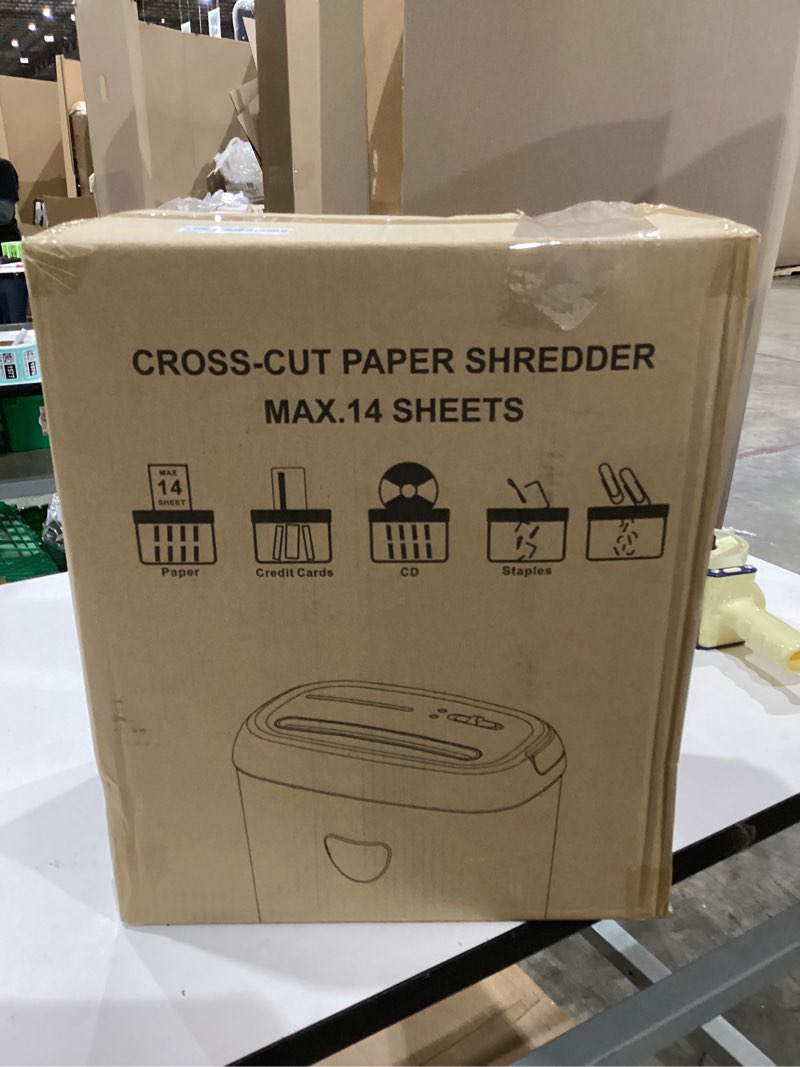 CROSS-CUT PAPER SHREDDER
MAX.14 SHEETS
MAX
14
SHEET
Paper
Credit Cards
CD
Staples